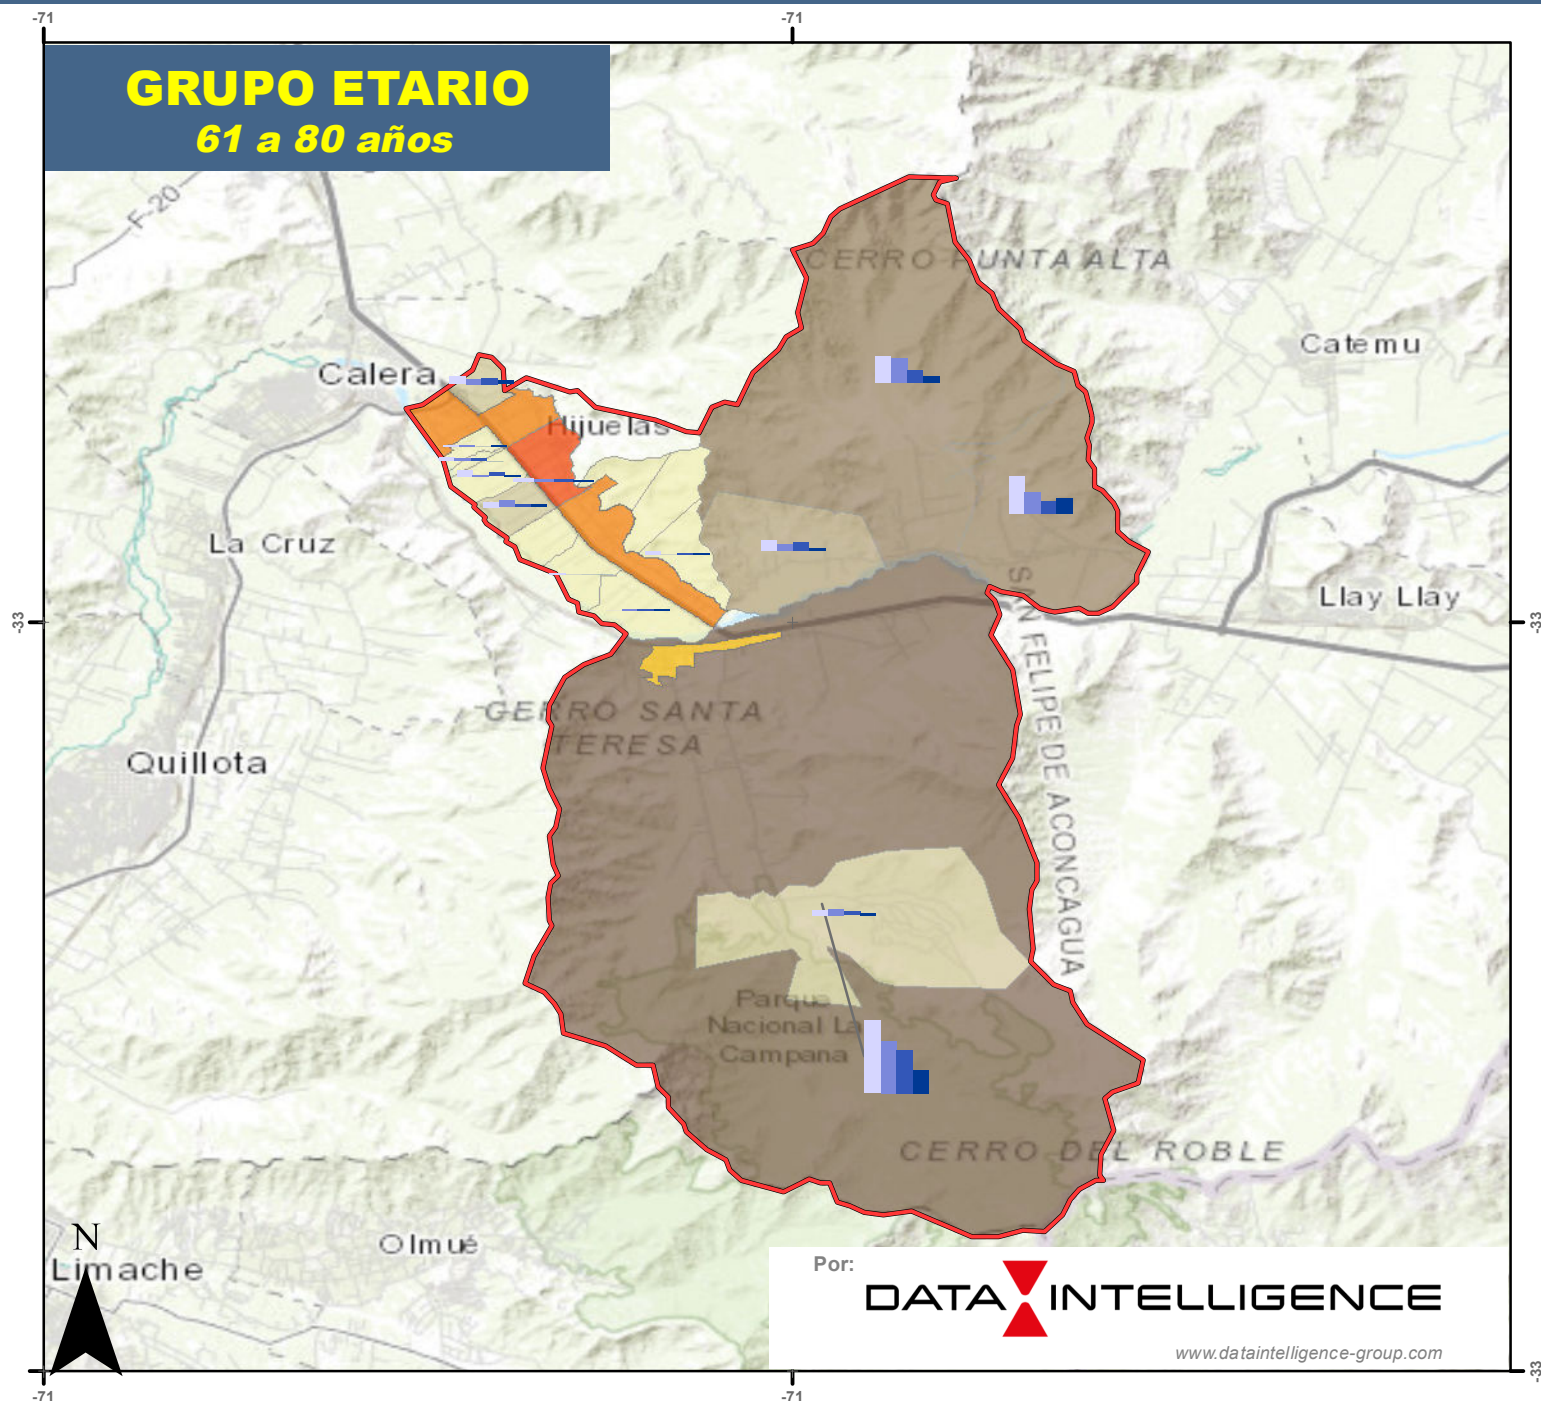 -71
-71
GRUPO ETARIO
61 a 80 años
F-20
CERRO PUNTA ALTA
Catemu
Calera
Hijuelas
La Cruz
Llay Llay
-33
-33
SAN FELIPE DE ACONCAGUA
CERRO SANTA
TERESA
Quillota
Parque
Nacional La
Campana
CERRO DEL ROBLE
N
Olmué
Limache
Por:
DATA INTELLIGENCE
www.dataintelligence-group.com
-33
-71
-71